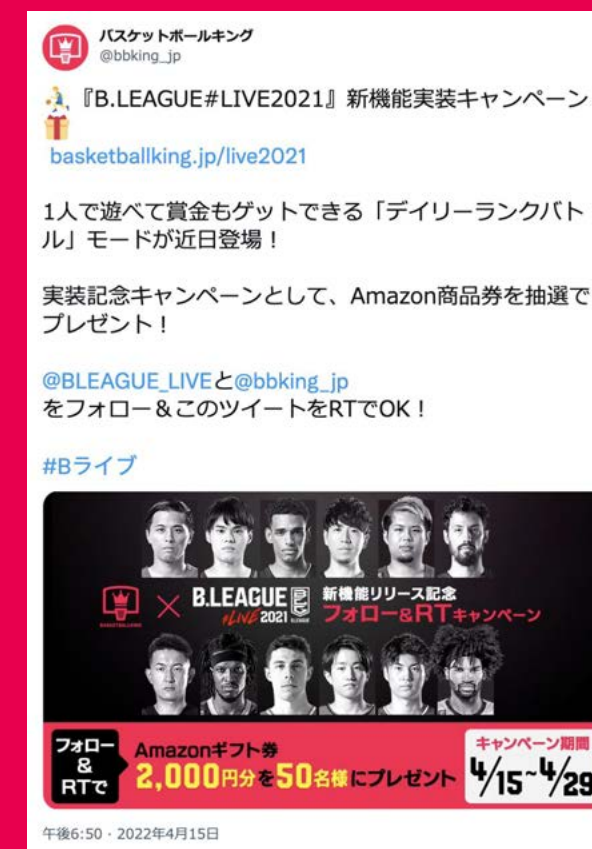 バスケットボールキング
@bbking_jp
『B.LEAGUE#LIVE2021』新機能実装キャンペーン
basketballking.jp/live2021
1人で遊べて賞金もゲットできる「デイリーランクバト
ル」モードが近日登場！
実装記念キャンペーンとして、Amazon商品券を抽選で
プレゼント！
@BLEAGUE_LIVEと@bbking_jp
をフォロー＆このツイートをRTでOK！
#Bライブ
BASKETBALLKING
× B.LEAGUE
#LIVE 2021
B.LEAGUE
新機能リリース記念
フォロー&RTキャンペーン
フォロー
&
RTで
Amazonギフト券
2,000円分を50名様にプレゼント
キャンペーン期間
4/15~4/29
午後6:50 · 2022年4月15日